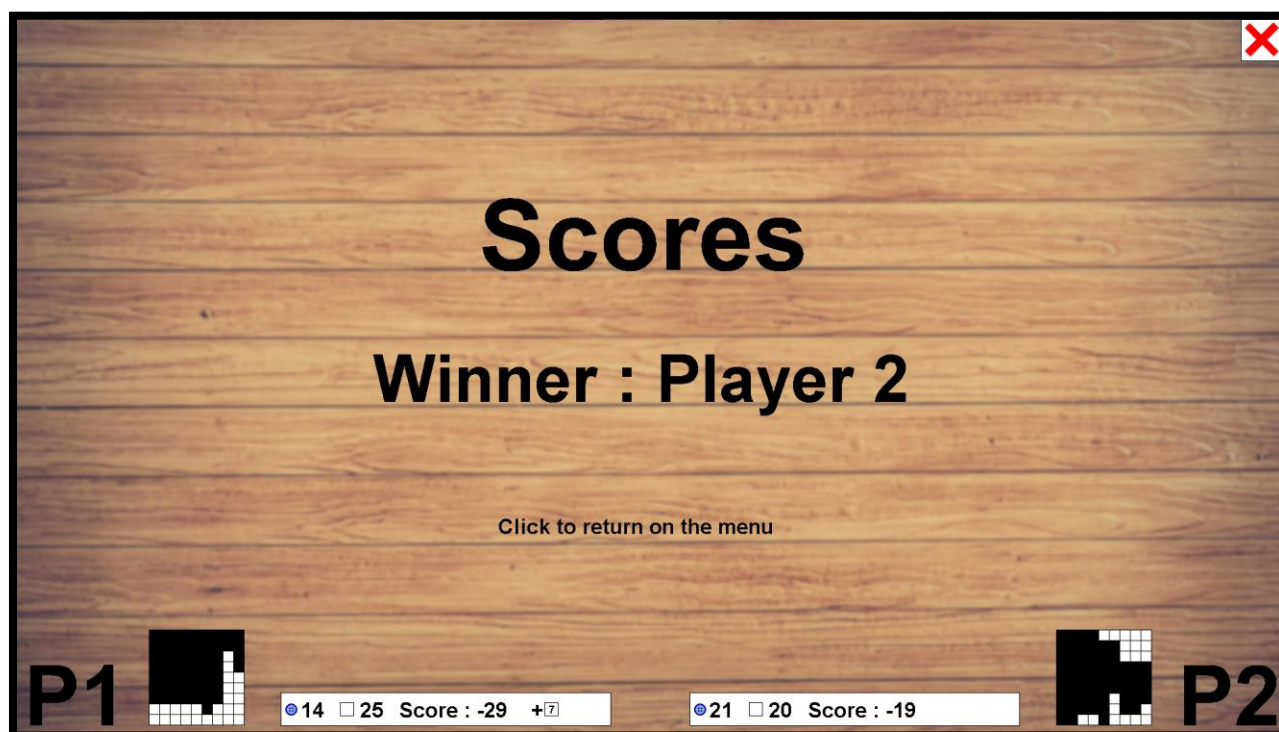 Scores
Winner : Player 2
Click to return on the menu
P1
14 25 Score : -29 +7
21 20 Score : -19
P2